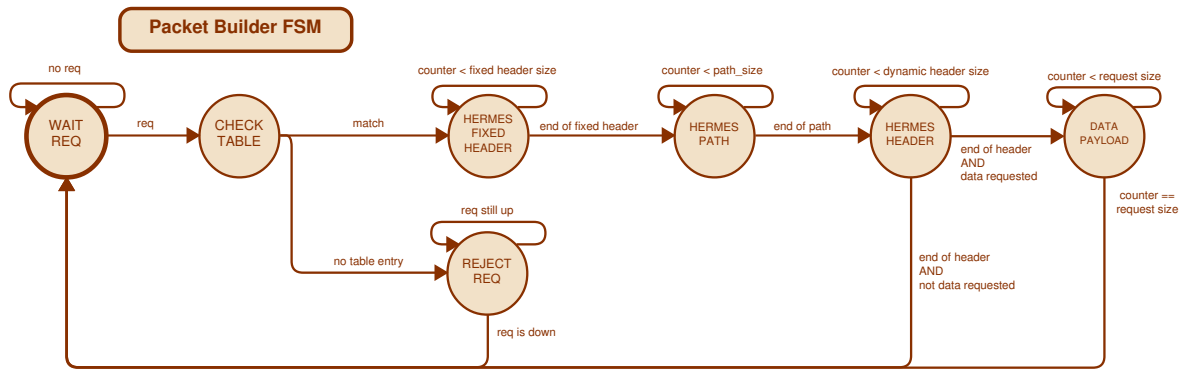 Packet Builder FSM
no req
counter < fixed header size
counter < path_size
counter < dynamic header size
counter < request size
WAIT
REQ
req
CHECK
TABLE
match
HERMES
FIXED
HEADER
end of fixed header
HERMES
PATH
end of path
HERMES
HEADER
end of header
AND
data requested
DATA
PAYLOAD
counter ==
request size
req still up
no table entry
REJECT
REQ
req is down
end of header
AND
not data requested